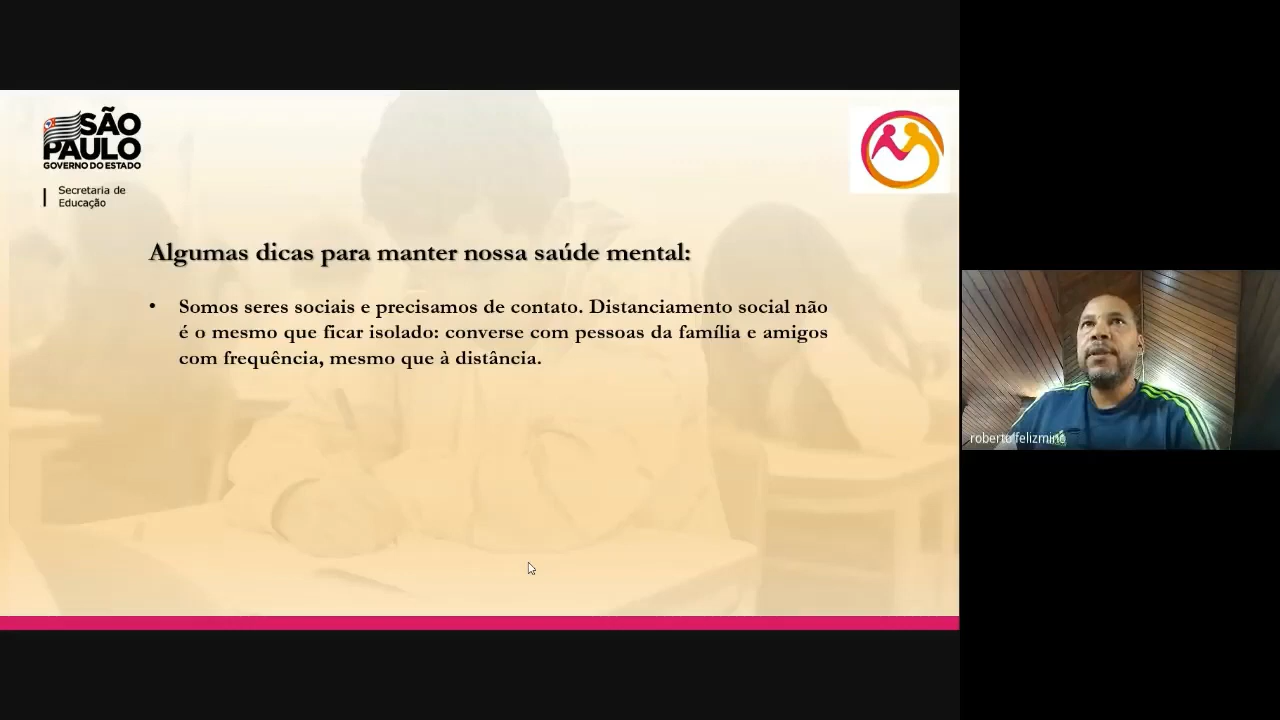 SÃO
PAULO
GOVERNO DO ESTADO
Secretaria de
Educação
Algumas dicas para manter nossa saúde mental:
• Somos seres sociais e precisamos de contato. Distanciamento social não
é o mesmo que ficar isolado: converse com pessoas da família e amigos
com frequência, mesmo que à distância.
roberto felizmino